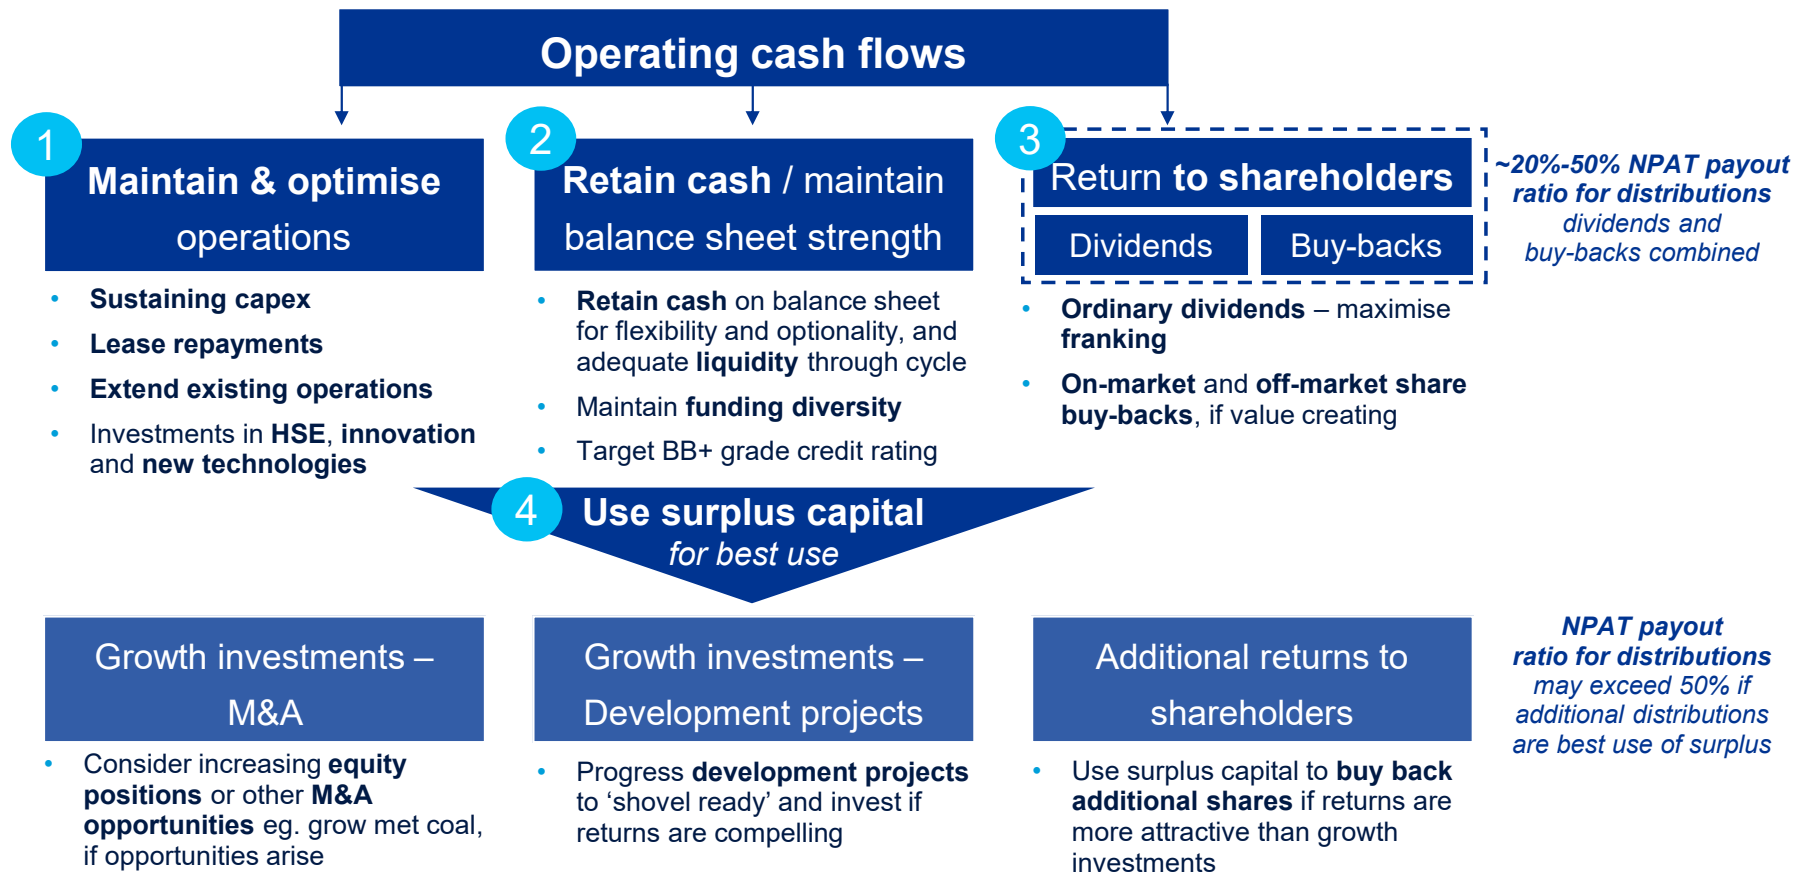 Operating cash flows
1
Maintain & optimise
operations
• Sustaining capex
• Lease repayments
• Extend existing operations
• Investments in HSE, innovation
and new technologies
2
Retain cash / maintain
balance sheet strength
• Retain cash on balance sheet
for flexibility and optionality, and
adequate liquidity through cycle
• Maintain funding diversity
• Target BB+ grade credit rating
3
Return to shareholders
Dividends
Buy-backs
~20%-50% NPAT payout
ratio for distributions
dividends and
buy-backs combined
• Ordinary dividends – maximise
franking
• On-market and off-market share
buy-backs, if value creating
4
Use surplus capital
for best use
Growth investments –
M&A
• Consider increasing equity
positions or other M&A
opportunities eg. grow met coal,
if opportunities arise
Growth investments –
Development projects
• Progress development projects
to ‘shovel ready’ and invest if
returns are compelling
Additional returns to
shareholders
• Use surplus capital to buy back
additional shares if returns are
more attractive than growth
investments
NPAT payout
ratio for distributions
may exceed 50% if
additional distributions
are best use of surplus